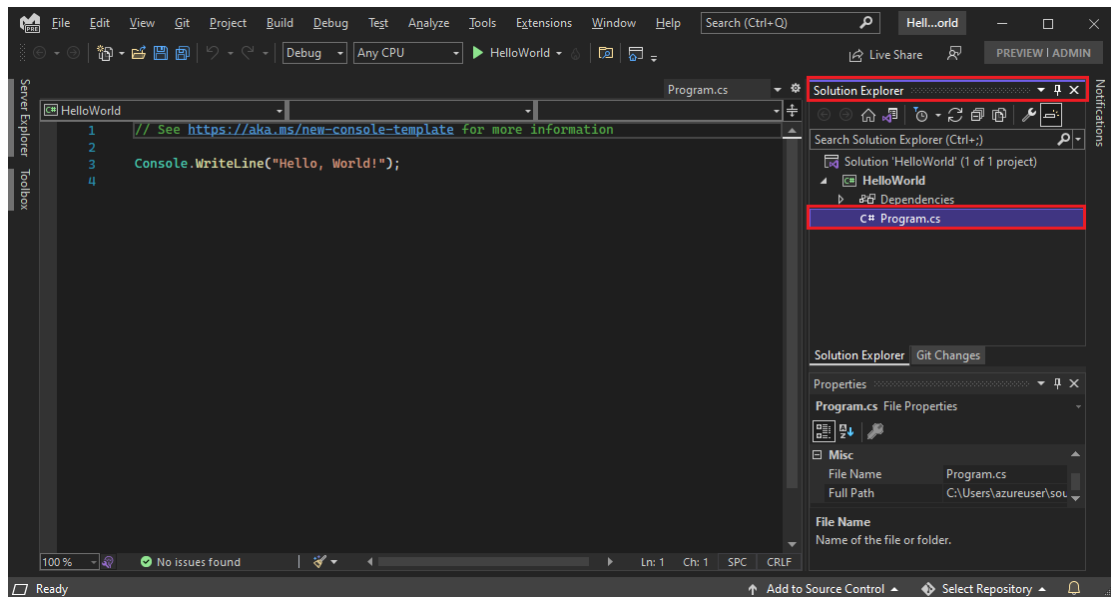 PRE File Edit View Git Project Build Debug Test Analyze Tools Extensions Window Help Search (Ctrl+Q) Hell...orld
Debug Any CPU HelloWorld Live Share PREVIEW | ADMIN
Server Explorer
Toolbox
Program.cs
C# HelloWorld
1 // See https://aka.ms/new-console-template for more information
2
3 Console.WriteLine("Hello, World!");
4
100 % No issues found Ln: 1 Ch: 1 SPC CRLF
Solution Explorer
Search Solution Explorer (Ctrl+;)
Solution 'HelloWorld' (1 of 1 project)
C# HelloWorld
Dependencies
C# Program.cs
Solution Explorer Git Changes
Properties
Program.cs File Properties
Misc
File Name Program.cs
Full Path C:\Users\azureuser\sou
File Name
Name of the file or folder.
Notifications
Ready Add to Source Control Select Repository